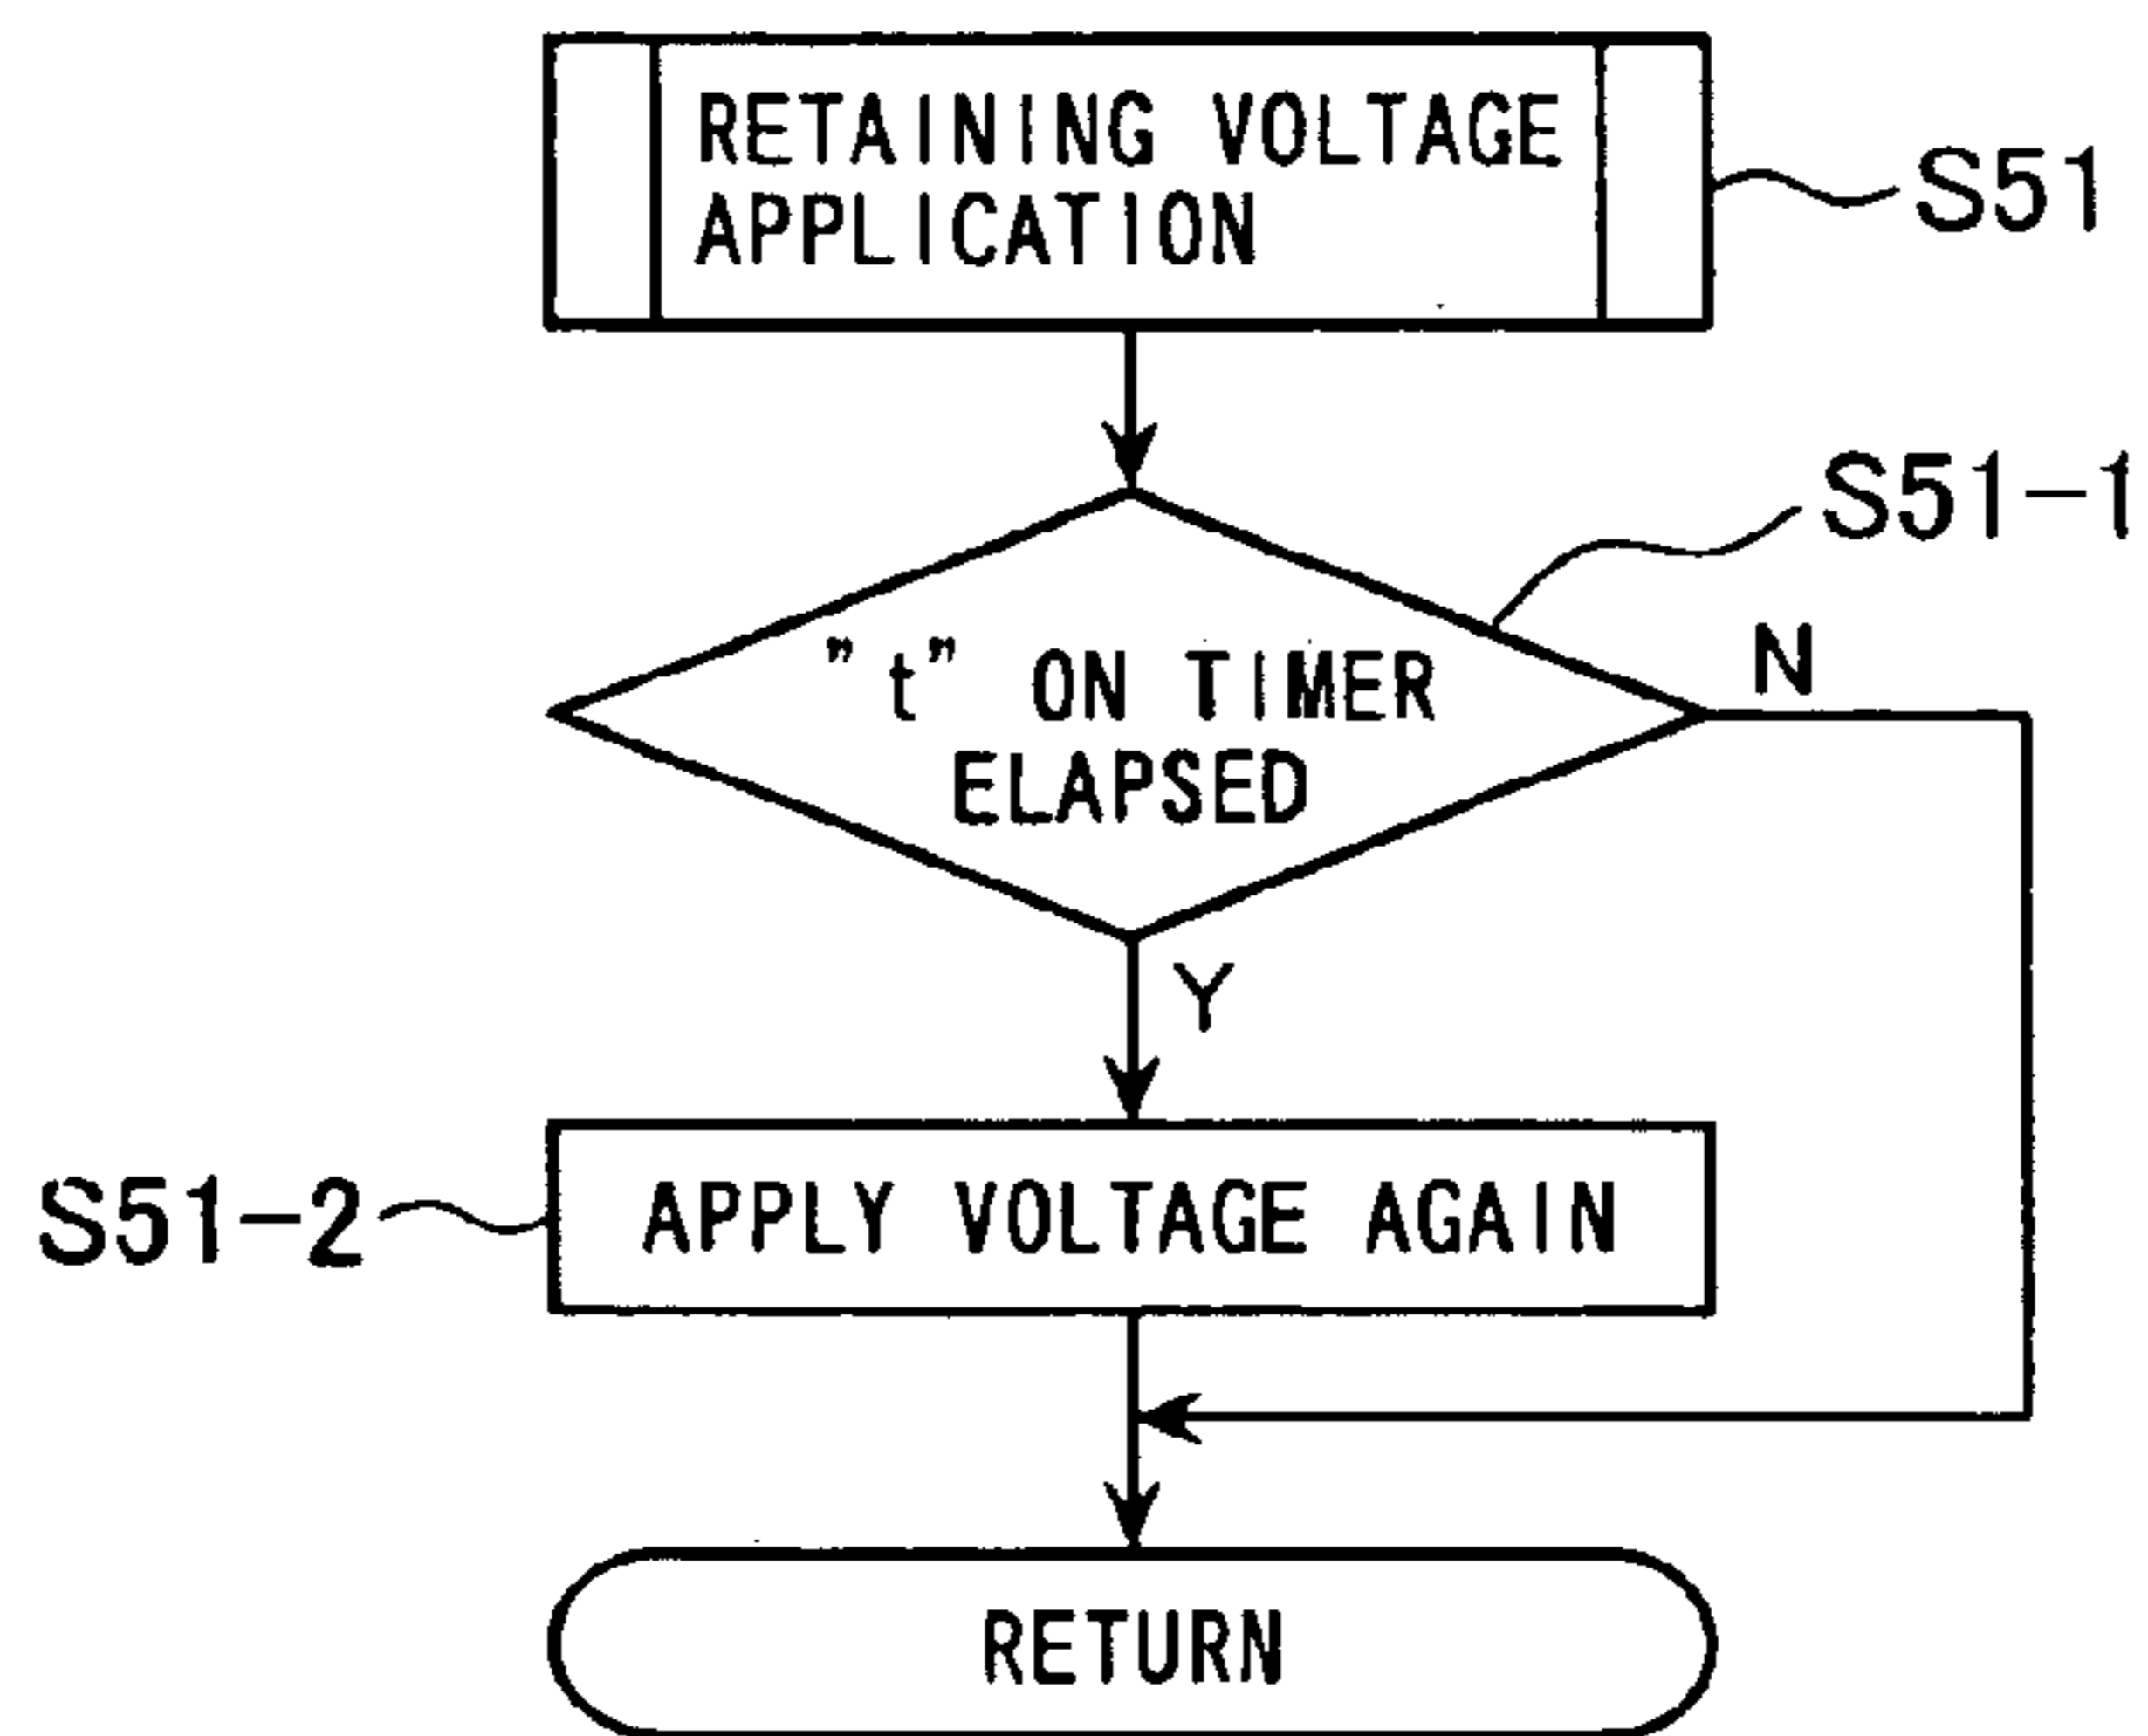 RETAINING VOLTAGE
APPLICATION
S51
S51-1
"t" ON TIMER
ELAPSED
N
Y
S51-2
APPLY VOLTAGE AGAIN
RETURN